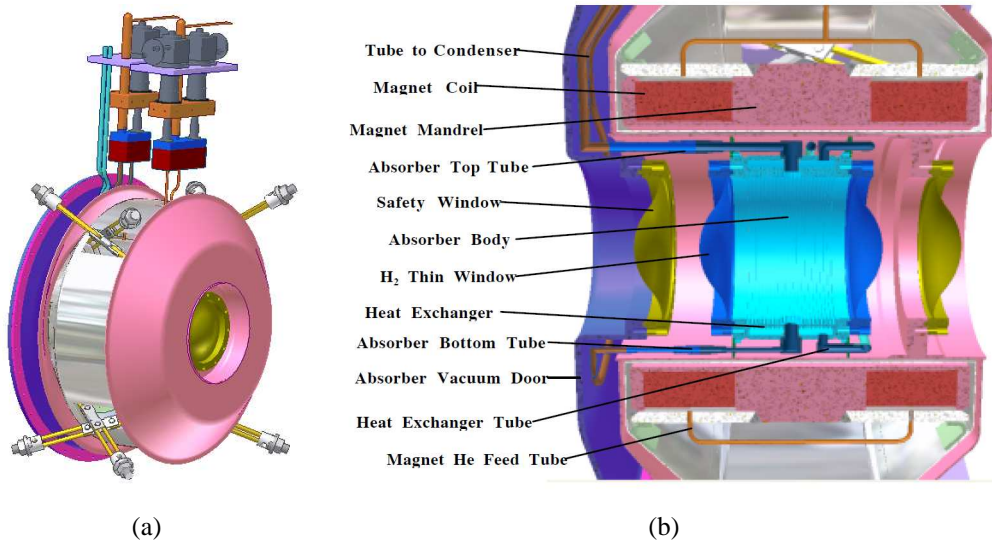 Tube to Condenser
Magnet Coil
Magnet Mandrel
Absorber Top Tube
Safety Window
Absorber Body
H₂ Thin Window
Heat Exchanger
Absorber Bottom Tube
Absorber Vacuum Door
Heat Exchanger Tube
Magnet He Feed Tube
(a)
(b)